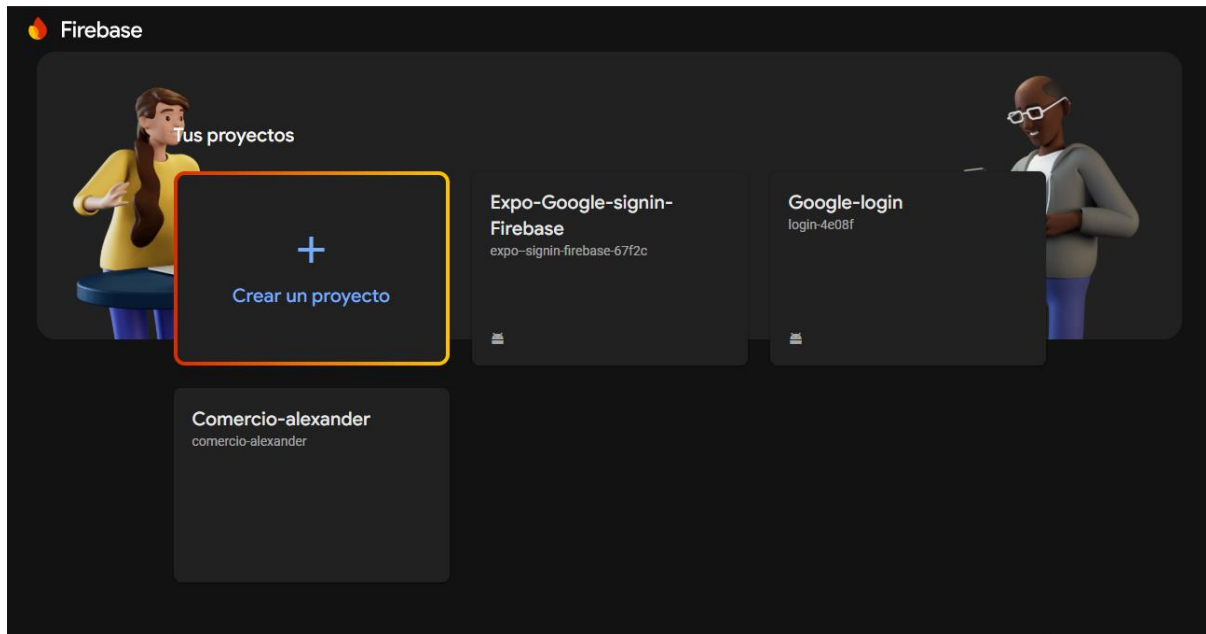 Firebase
Tus proyectos
Crear un proyecto
Expo-Google-signin-
Firebase
expo--signin-firebase-67f2c
Google-login
login-4e08f
Comercio-alexander
comercio-alexander